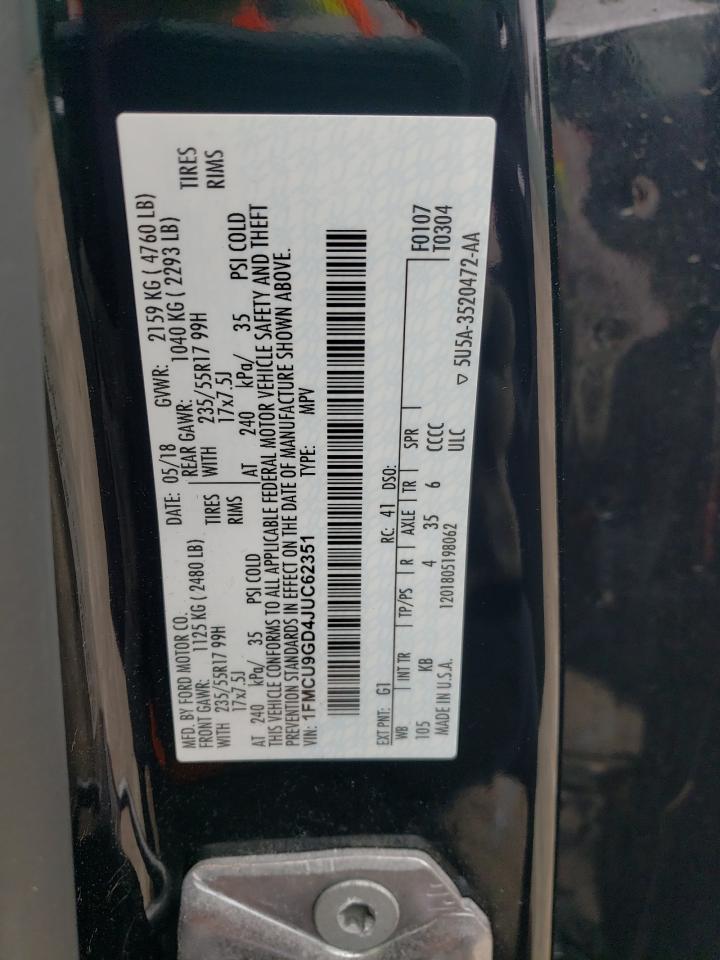 MFD. BY FORD MOTOR CO. DATE: 05/18 GVWR: 2159 KG ( 4760 LB)
FRONT GAWR: 1125 KG ( 2480 LB) REAR GAWR: 1040 KG ( 2293 LB)
WITH 235/55R17 99H TIRES WITH 235/55R17 99H TIRES
17x7.5J RIMS 17x7.5J RIMS
AT 240 kPa/ 35 PSI COLD AT 240 kPa/ 35 PSI COLD
THIS VEHICLE CONFORMS TO ALL APPLICABLE FEDERAL MOTOR VEHICLE SAFETY AND THEFT
PREVENTION STANDARDS IN EFFECT ON THE DATE OF MANUFACTURE SHOWN ABOVE.
VIN: 1FMCU9GD4JUC62351 TYPE: MPV
EXT PNT: G1 RC: 41 DSO: F0107
WB INT TR TP/PS R AXLE TR SPR T0304
105 KB 4 35 6 CCCC
MADE IN U.S.A. 1201805198062 ULC ▽ 5U5A-3520472-AA